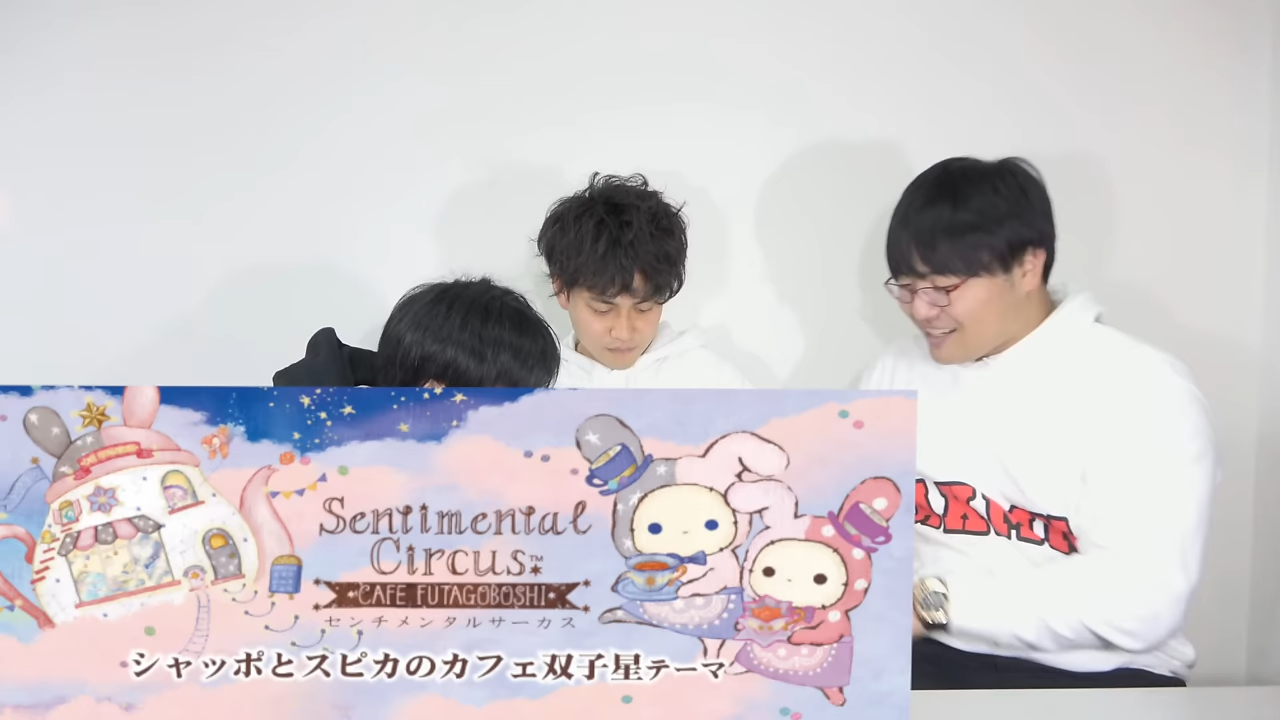 Sentimental
Circus™
CAFE FUTAGOBOSHI
センチメンタルサーカス
シャッポとスピカのカフェ双子星テーマ